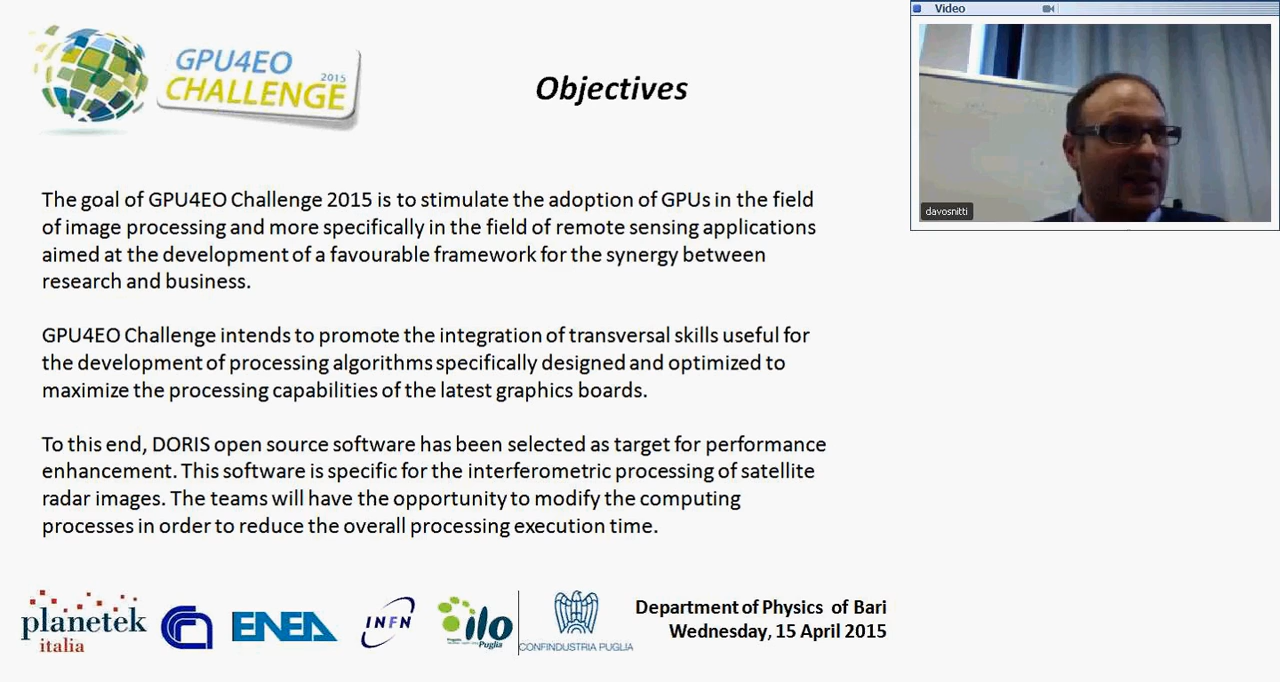 GPU4EO
2015
CHALLENGE
Objectives
Video
davosnitti
The goal of GPU4EO Challenge 2015 is to stimulate the adoption of GPUs in the field
of image processing and more specifically in the field of remote sensing applications
aimed at the development of a favourable framework for the synergy between
research and business.
GPU4EO Challenge intends to promote the integration of transversal skills useful for
the development of processing algorithms specifically designed and optimized to
maximize the processing capabilities of the latest graphics boards.
To this end, DORIS open source software has been selected as target for performance
enhancement. This software is specific for the interferometric processing of satellite
radar images. The teams will have the opportunity to modify the computing
processes in order to reduce the overall processing execution time.
planetek
italia
ENEA
INFN
ilo
Puglia
CONFINDUSTRIA PUGLIA
Department of Physics of Bari
Wednesday, 15 April 2015